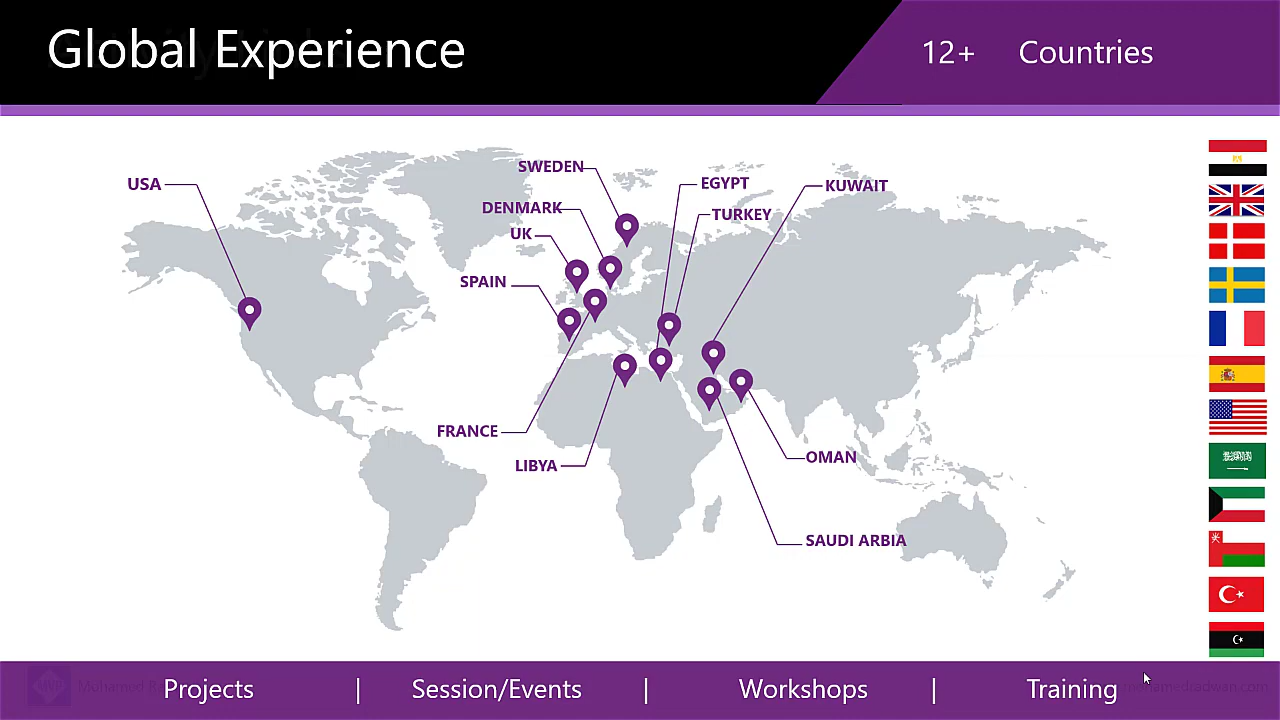 Global Experience
12+ Countries
SWEDEN
USA
EGYPT
KUWAIT
DENMARK
TURKEY
UK
SPAIN
FRANCE
OMAN
LIBYA
SAUDI ARBIA
Projects | Session/Events | Workshops | Training